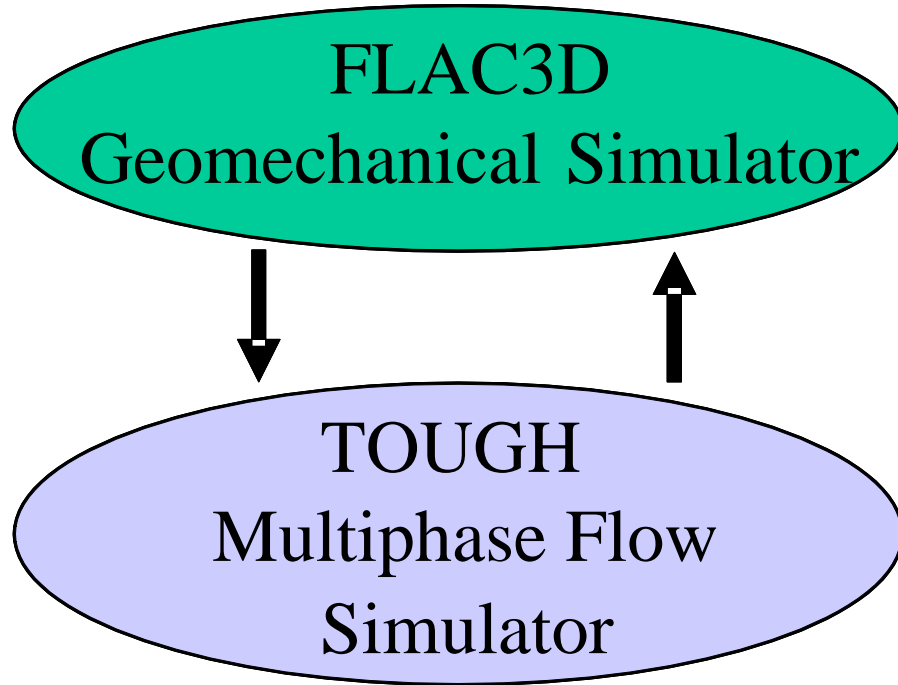 FLAC3D
Geomechanical Simulator
TOUGH
Multiphase Flow
Simulator